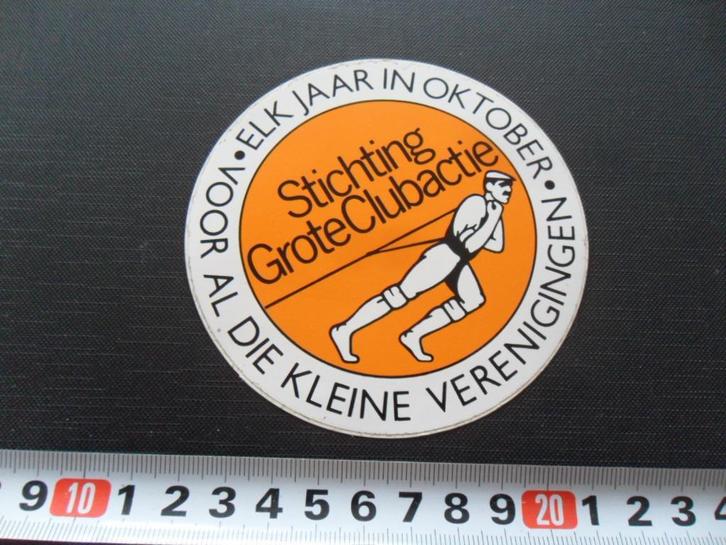 • ELK JAAR IN OKTOBER •
VOOR AL DIE KLEINE VERENIGINGEN
Stichting
GroteClubactie
9 10 1 2 3 4 5 6 7 8 9 20 1 2 3 4